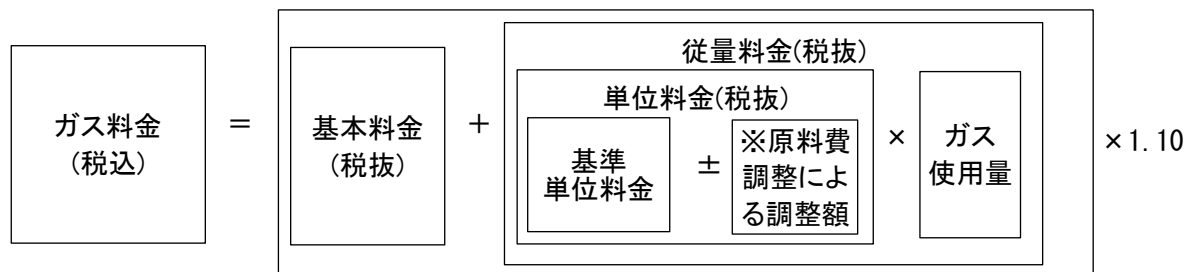 ガス料金
(税込)
＝
基本料金
(税抜)
＋
従量料金(税抜)
単位料金(税抜)
基準
単位料金
±
※原料費
調整によ
る調整額
×
ガス
使用量
×1.10